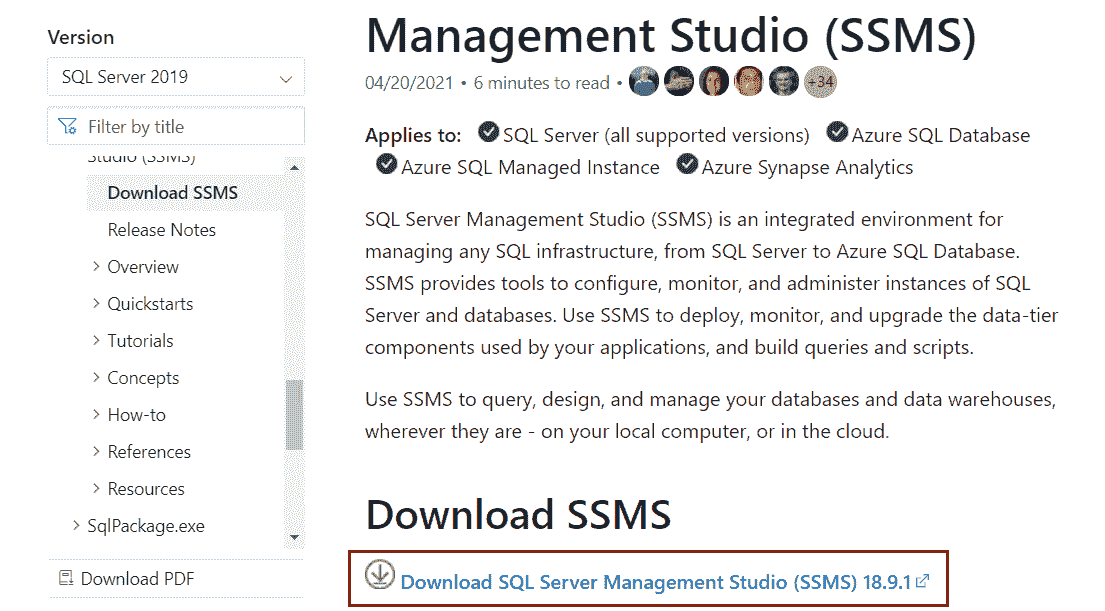 Version
SQL Server 2019
Filter by title
Studio (SSMS)
Download SSMS
Release Notes
Overview
Quickstarts
Tutorials
Concepts
How-to
References
Resources
SqlPackage.exe
Download PDF
Management Studio (SSMS)
04/20/2021 • 6 minutes to read • +34
Applies to: SQL Server (all supported versions) Azure SQL Database
Azure SQL Managed Instance Azure Synapse Analytics
SQL Server Management Studio (SSMS) is an integrated environment for
managing any SQL infrastructure, from SQL Server to Azure SQL Database.
SSMS provides tools to configure, monitor, and administer instances of SQL
Server and databases. Use SSMS to deploy, monitor, and upgrade the data-tier
components used by your applications, and build queries and scripts.
Use SSMS to query, design, and manage your databases and data warehouses,
wherever they are - on your local computer, or in the cloud.
Download SSMS
Download SQL Server Management Studio (SSMS) 18.9.1